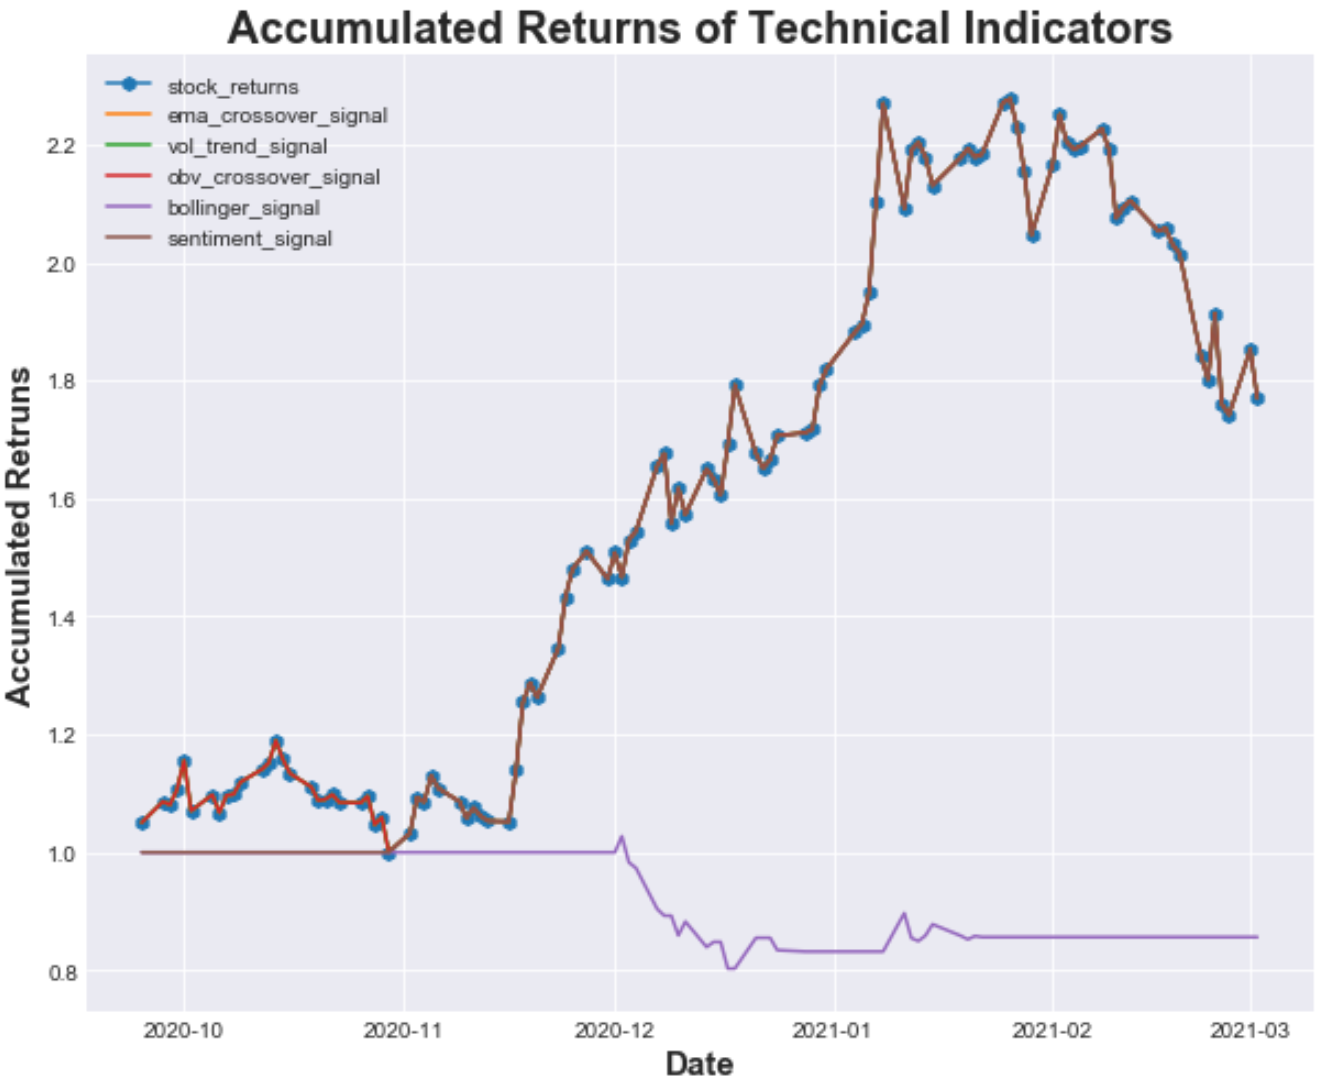 Accumulated Returns of Technical Indicators
stock_returns
ema_crossover_signal
vol_trend_signal
obv_crossover_signal
bollinger_signal
sentiment_signal
2.2
2.0
1.8
1.6
1.4
1.2
1.0
0.8
Accumulated Retruns
2020-10 2020-11 2020-12 2021-01 2021-02 2021-03
Date